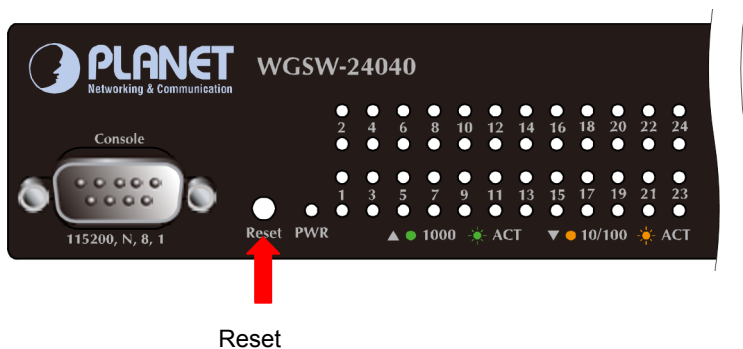 PLANET
Networking & Communication
WGSW-24040
2 4 6 8 10 12 14 16 18 20 22 24
Console
1 3 5 7 9 11 13 15 17 19 21 23
115200, N, 8, 1
Reset PWR ▲ 1000 ACT ▼ 10/100 ACT
Reset